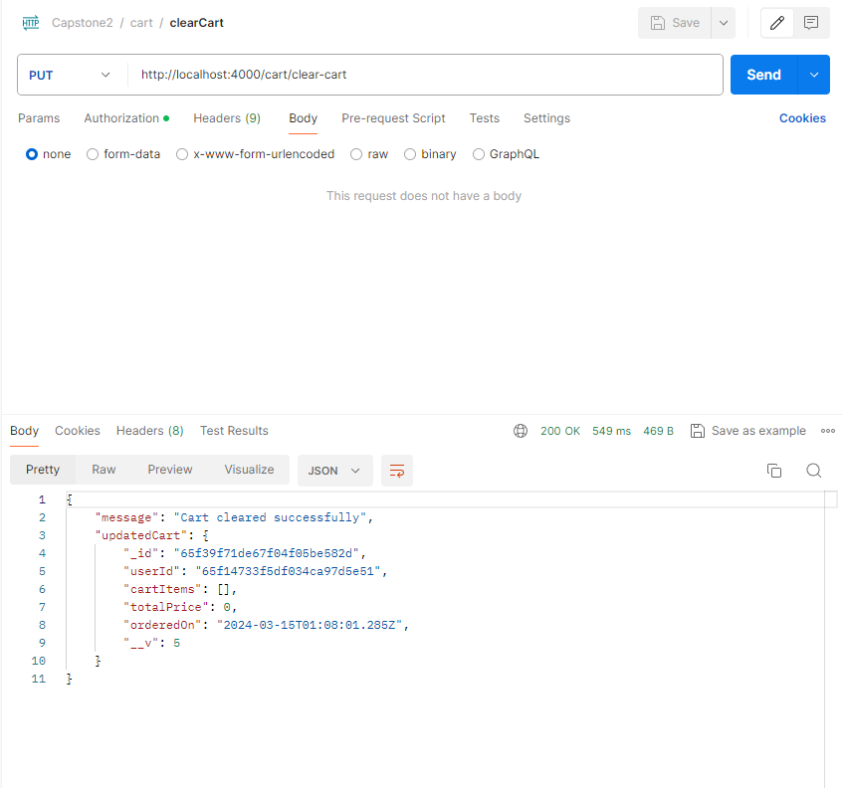 HTTP Capstone2 / cart / clearCart Save
PUT http://localhost:4000/cart/clear-cart Send
Params Authorization Headers (9) Body Pre-request Script Tests Settings Cookies
none form-data x-www-form-urlencoded raw binary GraphQL
This request does not have a body
Body Cookies Headers (8) Test Results 200 OK 549 ms 469 B Save as example
Pretty Raw Preview Visualize JSON
1 {
2 "message": "Cart cleared successfully",
3 "updatedCart": {
4 "_id": "65f39f71de67f04f05be582d",
5 "userId": "65f14733f5df034ca97d5e51",
6 "cartItems": [],
7 "totalPrice": 0,
8 "orderedOn": "2024-03-15T01:08:01.285Z",
9 "__v": 5
10 }
11 }